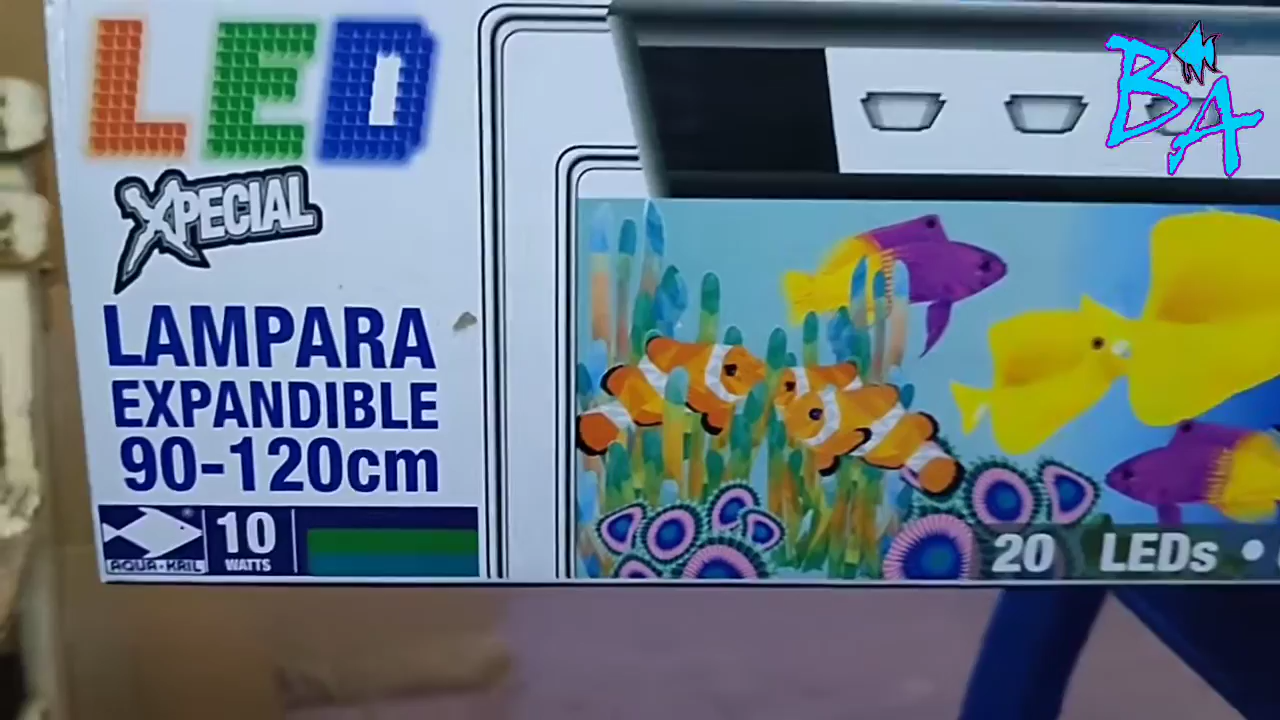 LED
XPECIAL
LAMPARA
EXPANDIBLE
90-120cm
AQUA-KRIL
10
WATTS
20 LEDs •
BA